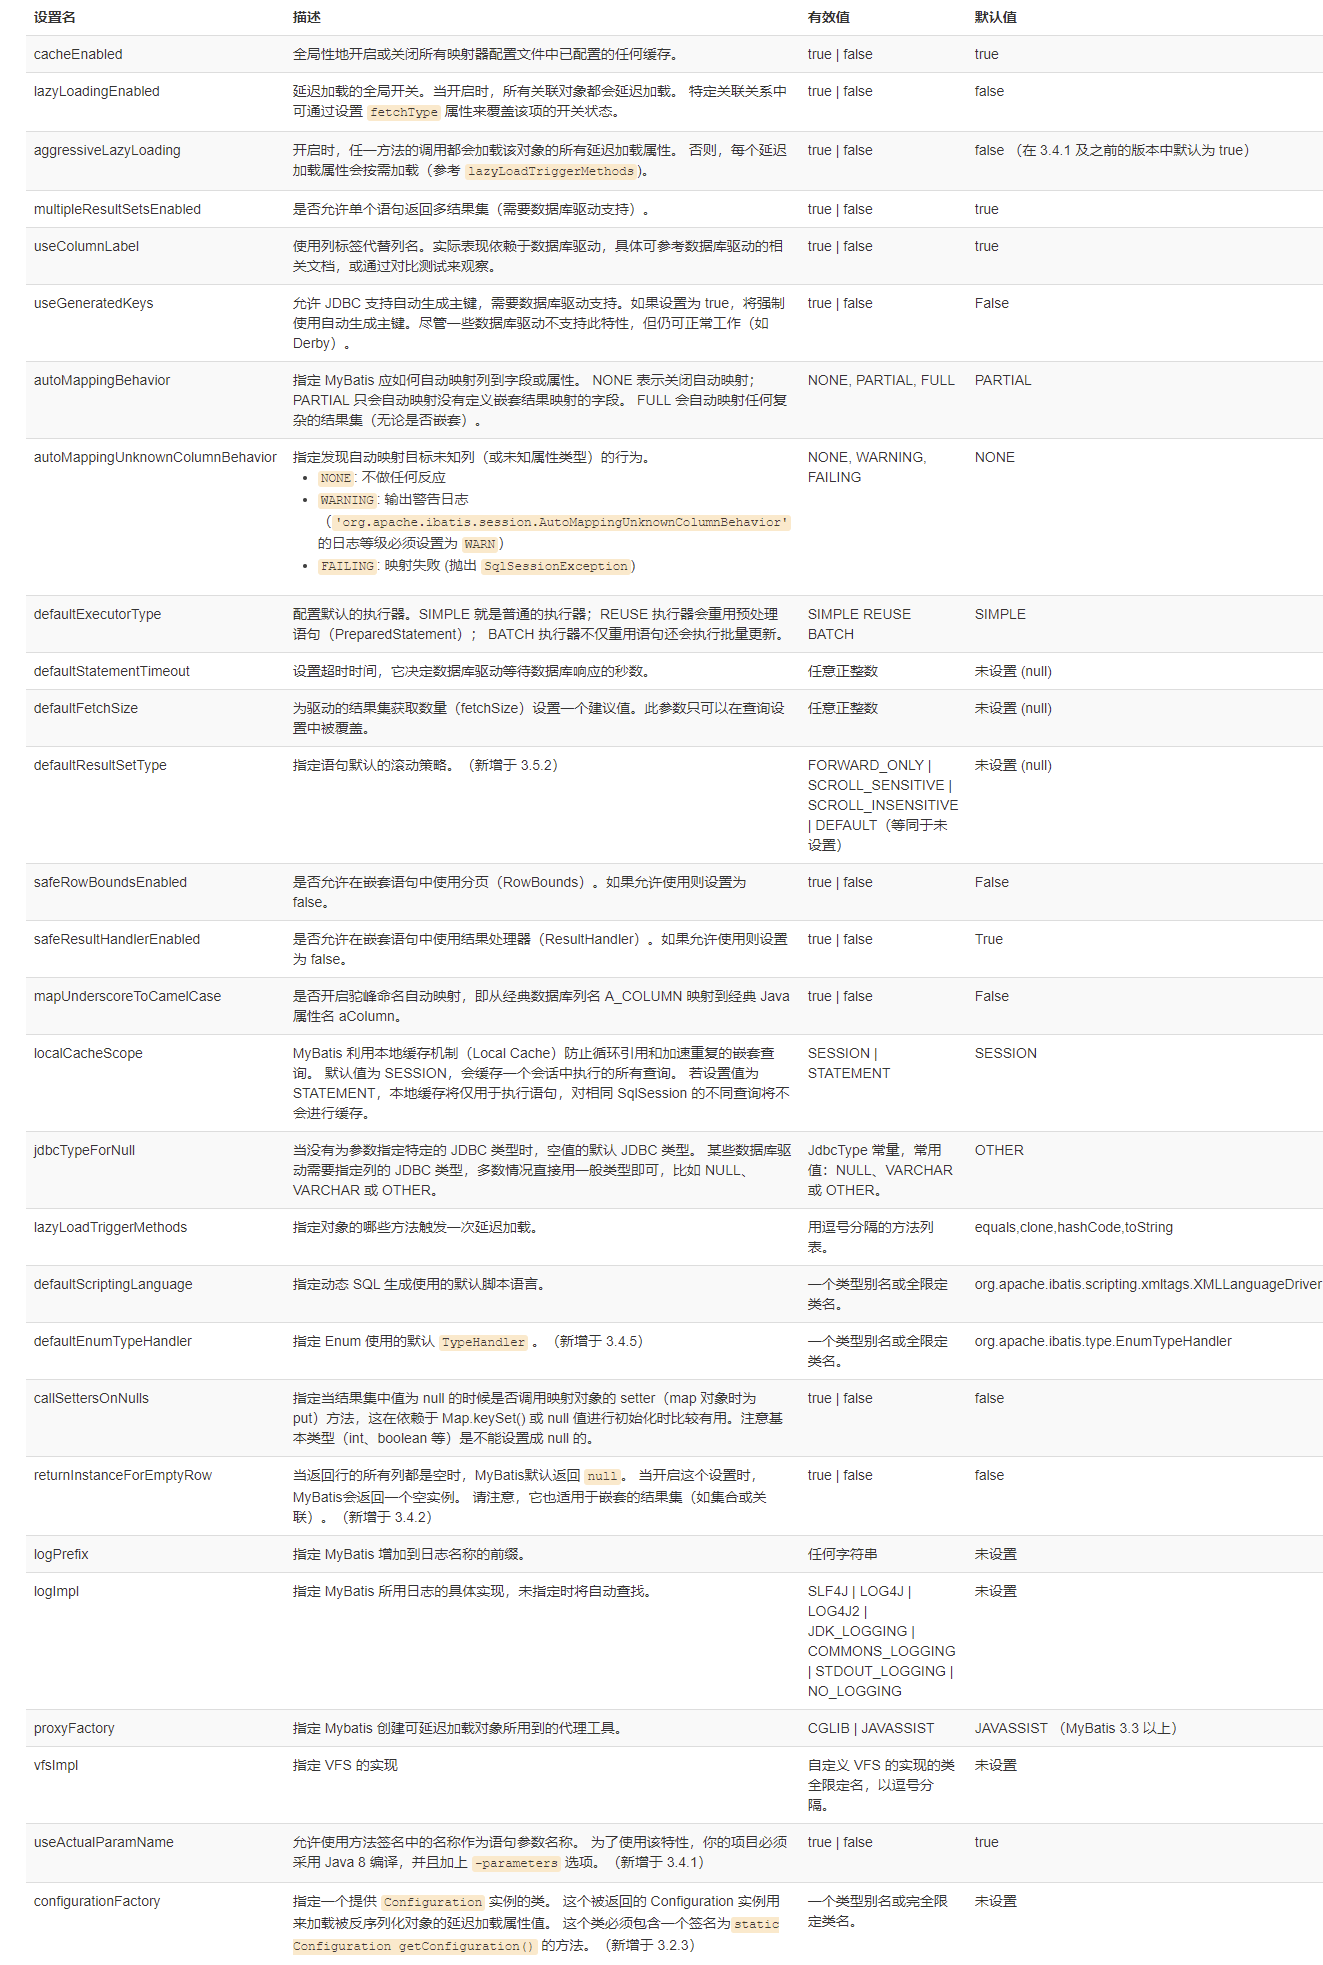 设置名 描述 有效值 默认值
cacheEnabled 全局性地开启或关闭所有映射器配置文件中已配置的任何缓存。 true | false true
lazyLoadingEnabled 延迟加载的全局开关。当开启时，所有关联对象都会延迟加载。 特定关联关系中 true | false false
可通过设置 fetchType 属性来覆盖该项的开关状态。
aggressiveLazyLoading 开启时，任一方法的调用都会加载该对象的所有延迟加载属性。 否则，每个延迟 true | false false （在 3.4.1 及之前的版本中默认为 true）
加载属性会按需加载（参考 lazyLoadTriggerMethods)。
multipleResultSetsEnabled 是否允许单个语句返回多结果集（需要数据库驱动支持）。 true | false true
useColumnLabel 使用列标签代替列名。实际表现依赖于数据库驱动，具体可参考数据库驱动的相 true | false true
关文档，或通过对比测试来观察。
useGeneratedKeys 允许 JDBC 支持自动生成主键，需要数据库驱动支持。如果设置为 true，将强制 true | false False
使用自动生成主键。尽管一些数据库驱动不支持此特性，但仍可正常工作（如
Derby）。
autoMappingBehavior 指定 MyBatis 应如何自动映射列到字段或属性。 NONE 表示关闭自动映射； NONE, PARTIAL, FULL PARTIAL
PARTIAL 只会自动映射没有定义嵌套结果映射的字段。 FULL 会自动映射任何复
杂的结果集（无论是否嵌套）。
autoMappingUnknownColumnBehavior 指定发现自动映射目标未知列（或未知属性类型）的行为。 NONE, WARNING, NONE
• NONE: 不做任何反应 FAILING
• WARNING: 输出警告日志
（'org.apache.ibatis.session.AutoMappingUnknownColumnBehavior'
的日志等级必须设置为 WARN）
• FAILING: 映射失败 (抛出 SqlSessionException)
defaultExecutorType 配置默认的执行器。SIMPLE 就是普通的执行器；REUSE 执行器会重用预处理 SIMPLE REUSE SIMPLE
语句（PreparedStatement）； BATCH 执行器不仅重用语句还会执行批量更新。 BATCH
defaultStatementTimeout 设置超时时间，它决定数据库驱动等待数据库响应的秒数。 任意正整数 未设置 (null)
defaultFetchSize 为驱动的结果集获取数量（fetchSize）设置一个建议值。此参数只可以在查询设 任意正整数 未设置 (null)
置中被覆盖。
defaultResultSetType 指定语句默认的滚动策略。（新增于 3.5.2） FORWARD_ONLY | 未设置 (null)
SCROLL_SENSITIVE |
SCROLL_INSENSITIVE
| DEFAULT（等同于未
设置）
safeRowBoundsEnabled 是否允许在嵌套语句中使用分页（RowBounds）。如果允许使用则设置为 true | false False
false。
safeResultHandlerEnabled 是否允许在嵌套语句中使用结果处理器（ResultHandler）。如果允许使用则设置 true | false True
为 false。
mapUnderscoreToCamelCase 是否开启驼峰命名自动映射，即从经典数据库列名 A_COLUMN 映射到经典 Java true | false False
属性名 aColumn。
localCacheScope MyBatis 利用本地缓存机制（Local Cache）防止循环引用和加速重复的嵌套查 SESSION | SESSION
询。 默认值为 SESSION，会缓存一个会话中执行的所有查询。 若设置值为 STATEMENT
STATEMENT，本地缓存将仅用于执行语句，对相同 SqlSession 的不同查询将不
会进行缓存。
jdbcTypeForNull 当没有为参数指定特定的 JDBC 类型时，空值的默认 JDBC 类型。 某些数据库驱 JdbcType 常量，常用 OTHER
动需要指定列的 JDBC 类型，多数情况直接用一般类型即可，比如 NULL、 值：NULL、VARCHAR
VARCHAR 或 OTHER。 或 OTHER。
lazyLoadTriggerMethods 指定对象的哪些方法触发一次延迟加载。 用逗号分隔的方法列 equals,clone,hashCode,toString
表。
defaultScriptingLanguage 指定动态 SQL 生成使用的默认脚本语言。 一个类型别名或全限定 org.apache.ibatis.scripting.xmltags.XMLLanguageDriver
类名。
defaultEnumTypeHandler 指定 Enum 使用的默认 TypeHandler 。（新增于 3.4.5） 一个类型别名或全限定 org.apache.ibatis.type.EnumTypeHandler
类名。
callSettersOnNulls 指定当结果集中值为 null 的时候是否调用映射对象的 setter（map 对象时为 true | false false
put）方法，这在依赖于 Map.keySet() 或 null 值进行初始化时比较有用。注意基
本类型（int、boolean 等）是不能设置成 null 的。
returnInstanceForEmptyRow 当返回行的所有列都是空时，MyBatis默认返回 null。 当开启这个设置时， true | false false
MyBatis会返回一个空实例。 请注意，它也适用于嵌套的结果集（如集合或关
联）。（新增于 3.4.2）
logPrefix 指定 MyBatis 增加到日志名称的前缀。 任何字符串 未设置
logImpl 指定 MyBatis 所用日志的具体实现，未指定时将自动查找。 SLF4J | LOG4J | 未设置
LOG4J2 |
JDK_LOGGING |
COMMONS_LOGGING
| STDOUT_LOGGING |
NO_LOGGING
proxyFactory 指定 Mybatis 创建可延迟加载对象所用到的代理工具。 CGLIB | JAVASSIST JAVASSIST （MyBatis 3.3 以上）
vfsImpl 指定 VFS 的实现 自定义 VFS 的实现的类 未设置
全限定名，以逗号分
隔。
useActualParamName 允许使用方法签名中的名称作为语句参数名称。 为了使用该特性，你的项目必须 true | false true
采用 Java 8 编译，并且加上 -parameters 选项。（新增于 3.4.1）
configurationFactory 指定一个提供 Configuration 实例的类。 这个被返回的 Configuration 实例用 一个类型别名或完全限 未设置
来加载被反序列化对象的延迟加载属性值。 这个类必须包含一个签名为static 定类名。
Configuration getConfiguration() 的方法。（新增于 3.2.3）